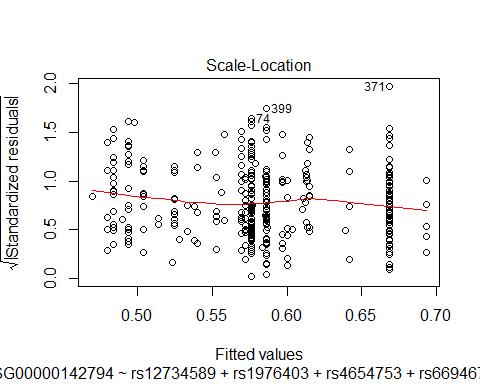 Scale-Location
√|Standardized residuals|
2.0
1.5
1.0
0.5
0.0
371
399
74
0.50 0.55 0.60 0.65 0.70
Fitted values
SG00000142794 ~ rs12734589 + rs1976403 + rs4654753 + rs669467